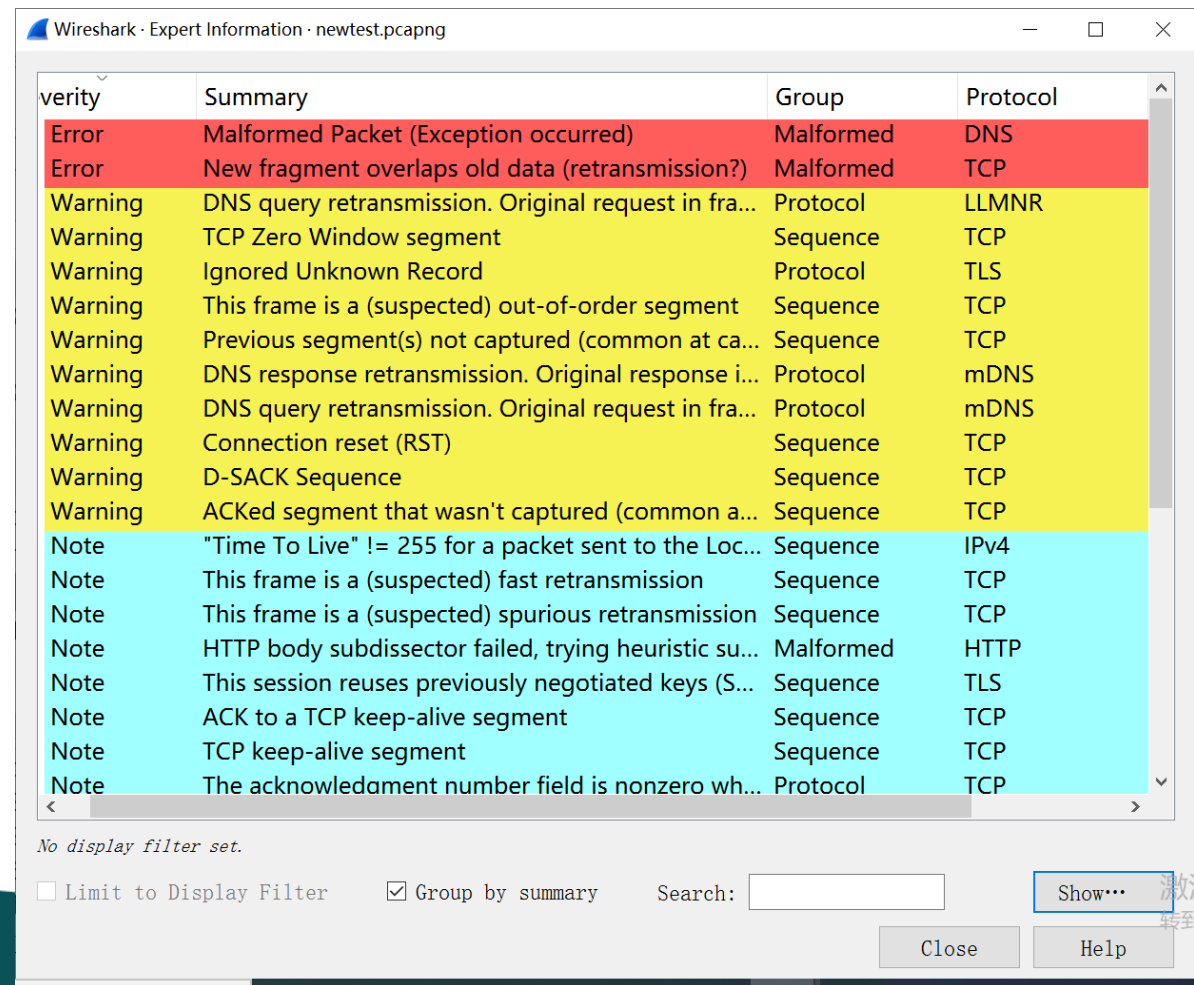 Wireshark · Expert Information · newtest.pcapng
verity Summary Group Protocol
Error Malformed Packet (Exception occurred) Malformed DNS
Error New fragment overlaps old data (retransmission?) Malformed TCP
Warning DNS query retransmission. Original request in fra... Protocol LLMNR
Warning TCP Zero Window segment Sequence TCP
Warning Ignored Unknown Record Protocol TLS
Warning This frame is a (suspected) out-of-order segment Sequence TCP
Warning Previous segment(s) not captured (common at ca... Sequence TCP
Warning DNS response retransmission. Original response i... Protocol mDNS
Warning DNS query retransmission. Original request in fra... Protocol mDNS
Warning Connection reset (RST) Sequence TCP
Warning D-SACK Sequence Sequence TCP
Warning ACKed segment that wasn't captured (common a... Sequence TCP
Note "Time To Live" != 255 for a packet sent to the Loc... Sequence IPv4
Note This frame is a (suspected) fast retransmission Sequence TCP
Note This frame is a (suspected) spurious retransmission Sequence TCP
Note HTTP body subdissector failed, trying heuristic su... Malformed HTTP
Note This session reuses previously negotiated keys (S... Sequence TLS
Note ACK to a TCP keep-alive segment Sequence TCP
Note TCP keep-alive segment Sequence TCP
Note The acknowledgment number field is nonzero wh... Protocol TCP
No display filter set.
Limit to Display Filter Group by summary Search: Show… 激
转到
Close Help